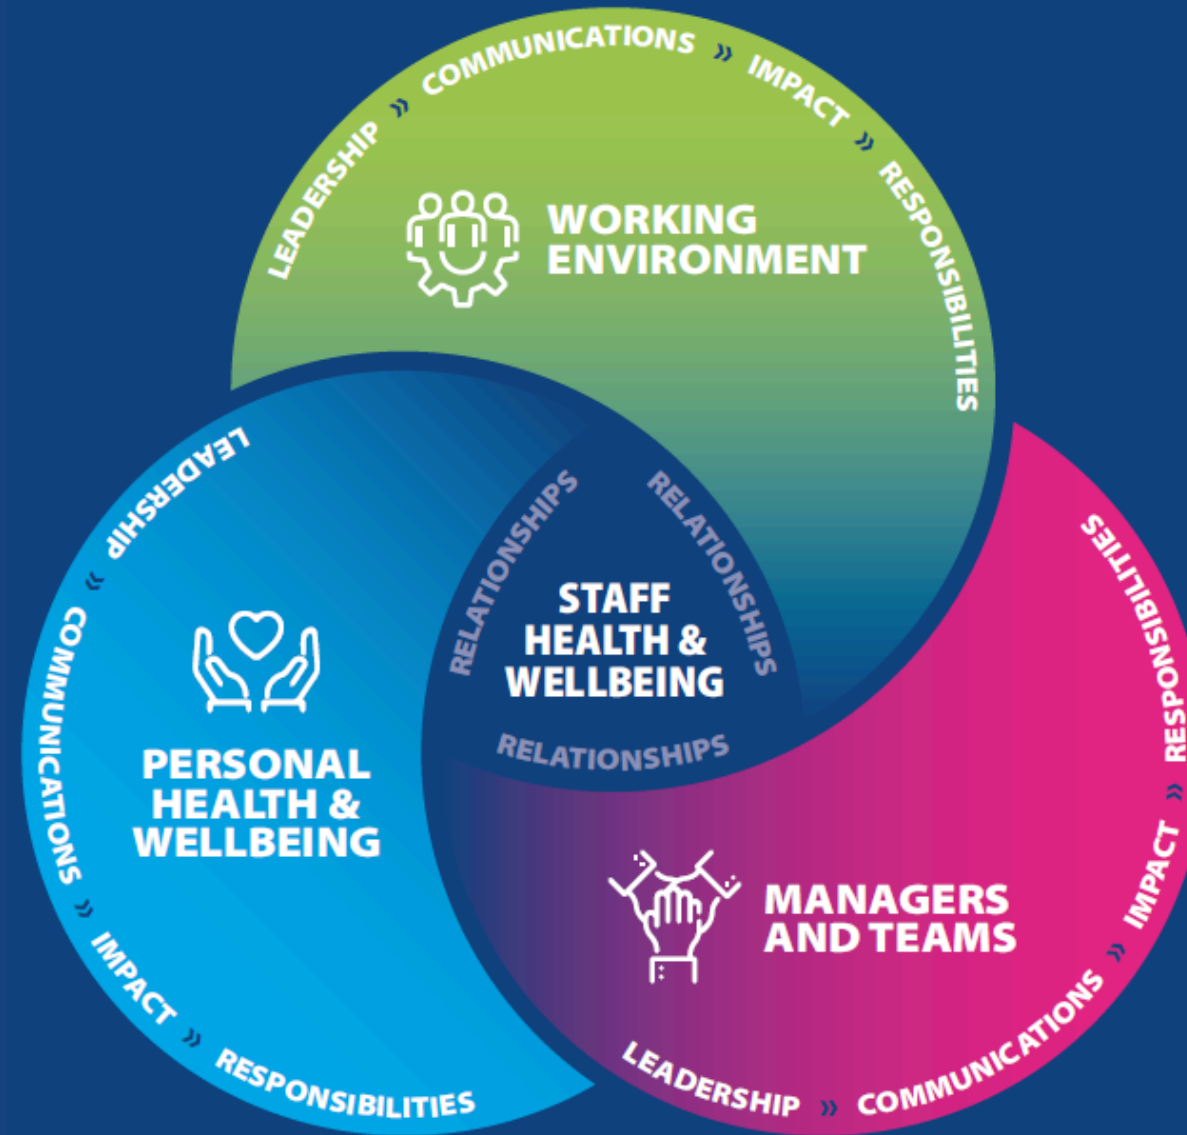 LEADERSHIP » COMMUNICATIONS » IMPACT » RESPONSIBILITIES
WORKING
ENVIRONMENT
LEADERSHIP » COMMUNICATIONS » IMPACT » RESPONSIBILITIES
PERSONAL
HEALTH &
WELLBEING
RELATIONSHIPS
RELATIONSHIPS
STAFF
HEALTH &
WELLBEING
RELATIONSHIPS
MANAGERS
AND TEAMS
LEADERSHIP » COMMUNICATIONS » IMPACT » RESPONSIBILITIES